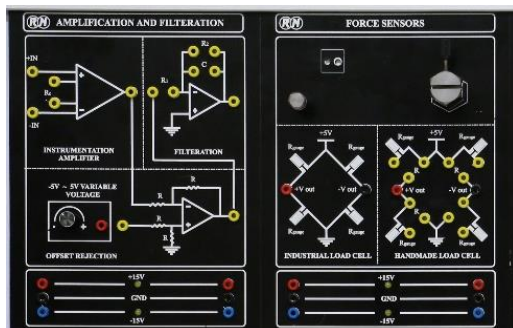 RH AMPLIFICATION AND FILTERATION
+IN
-IN
INSTRUMENTATION
AMPLIFIER
R2
C
R1
FILTERATION
-5V ~ 5V VARIABLE
VOLTAGE
- +
OFFSET REJECTION
R
R
R
R
+15V
GND
-15V
RH FORCE SENSORS
+5V
Rgauge
Rgauge
+V out
-V out
Rgauge
Rgauge
INDUSTRIAL LOAD CELL
+5V
Rgauge
Rgauge
R
R
+V out
-V out
R
R
Rgauge
Rgauge
HANDMADE LOAD CELL
+15V
GND
-15V